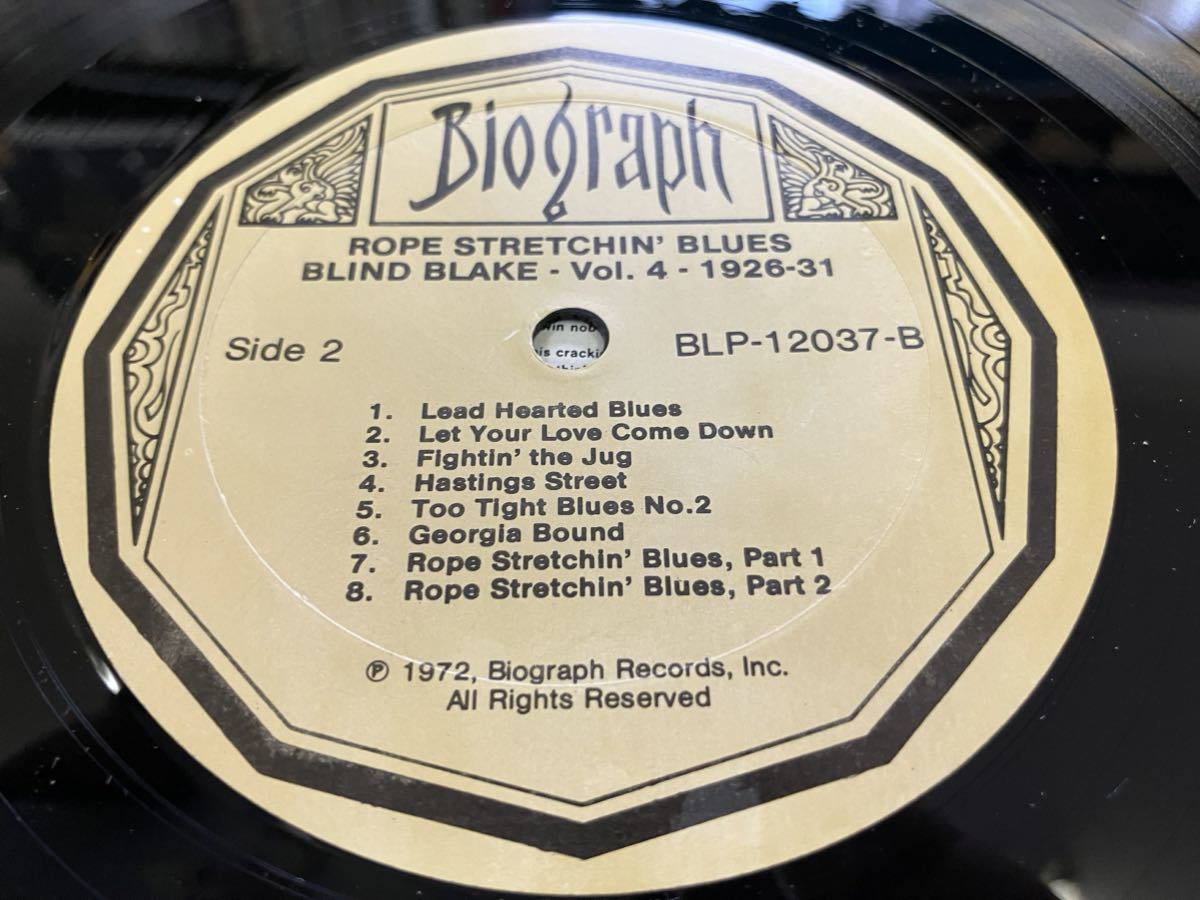 Biograph
ROPE STRETCHIN' BLUES
BLIND BLAKE - Vol. 4 - 1926-31
Side 2
BLP-12037-B
1. Lead Hearted Blues
2. Let Your Love Come Down
3. Fightin' the Jug
4. Hastings Street
5. Too Tight Blues No.2
6. Georgia Bound
7. Rope Stretchin' Blues, Part 1
8. Rope Stretchin' Blues, Part 2
℗ 1972, Biograph Records, Inc.
All Rights Reserved